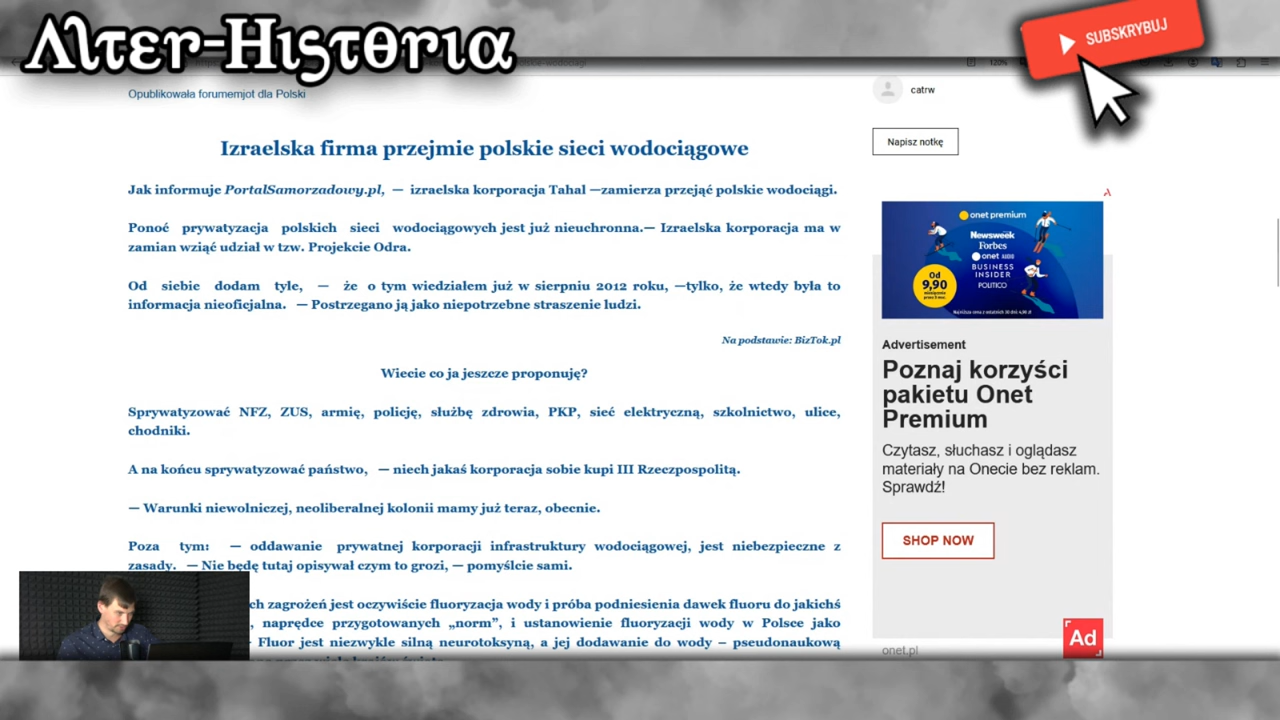 Alter-Historia
SUBSKRYBUJ
120%
Opublikowała forumemjot dla Polski
catrw
Napisz notkę
Izraelska firma przejmie polskie sieci wodociągowe
Jak informuje PortalSamorzadowy.pl, — izraelska korporacja Tahal —zamierza przejąć polskie wodociągi.
Ponoć prywatyzacja polskich sieci wodociągowych jest już nieuchronna.— Izraelska korporacja ma w
zamian wziąć udział w tzw. Projekcie Odra.
Od siebie dodam tyle, — że o tym wiedziałem już w sierpniu 2012 roku, —tylko, że wtedy była to
informacja nieoficjalna. — Postrzegano ją jako niepotrzebne straszenie ludzi.
Na podstawie: BizTok.pl
Wiecie co ja jeszcze proponuję?
Sprywatyzować NFZ, ZUS, armię, policję, służbę zdrowia, PKP, sieć elektryczną, szkolnictwo, ulice,
chodniki.
A na końcu sprywatyzować państwo, — niech jakaś korporacja sobie kupi III Rzeczpospolitą.
— Warunki niewolniczej, neoliberalnej kolonii mamy już teraz, obecnie.
Poza tym: — oddawanie prywatnej korporacji infrastruktury wodociągowej, jest niebezpieczne z
zasady. — Nie będę tutaj opisywał czym to grozi, — pomyślcie sami.
ch zagrożeń jest oczywiście fluoryzacja wody i próba podniesienia dawek fluoru do jakichś
, naprędce przygotowanych „norm”, i ustanowienie fluoryzacji wody w Polsce jako
Fluor jest niezwykle silną neurotoksyną, a jej dodawanie do wody – pseudonaukową
onet premium
Newsweek
Forbes
onet AUDIO
BUSINESS
INSIDER
POLITICO
Od
9,90
Advertisement
Poznaj korzyści
pakietu Onet
Premium
Czytasz, słuchasz i oglądasz
materiały na Onecie bez reklam.
Sprawdź!
SHOP NOW
Ad
onet.pl